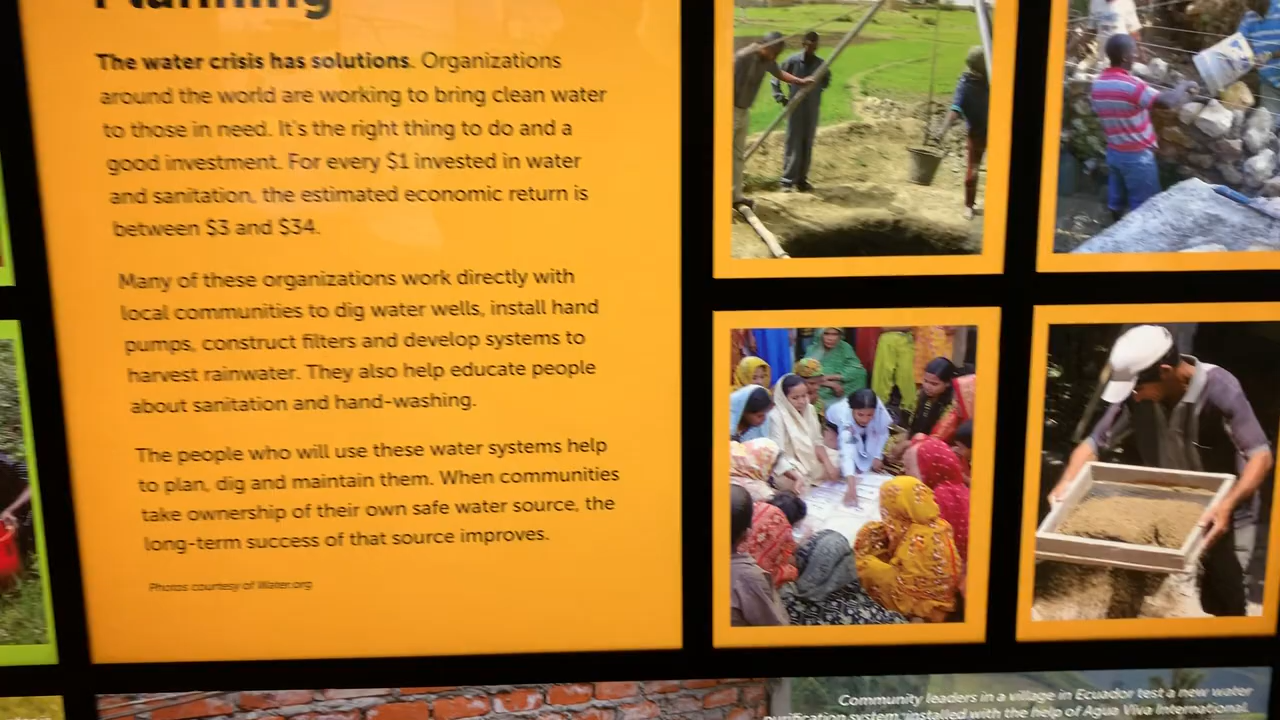 Planning
The water crisis has solutions. Organizations
around the world are working to bring clean water
to those in need. It's the right thing to do and a
good investment. For every $1 invested in water
and sanitation, the estimated economic return is
between $3 and $34.
Many of these organizations work directly with
local communities to dig water wells, install hand
pumps, construct filters and develop systems to
harvest rainwater. They also help educate people
about sanitation and hand-washing.
The people who will use these water systems help
to plan, dig and maintain them. When communities
take ownership of their own safe water source, the
long-term success of that source improves.
Photos courtesy of Water.org
Community leaders in a village in Ecuador test a new water
purification system installed with the help of Agua Viva International.